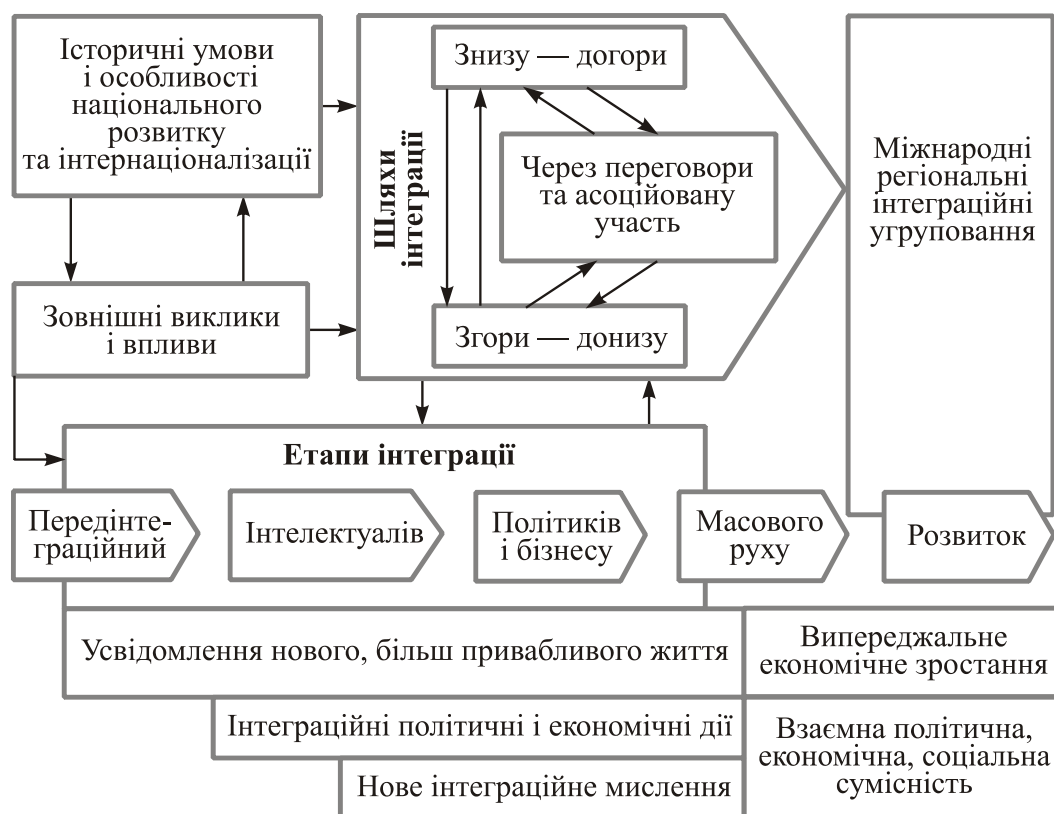 Історичні умови
і особливості
національного
розвитку
та інтернаціоналізації
Зовнішні виклики
і впливи
Шляхи
інтеграції
Знизу — догори
Через переговори
та асоційовану
участь
Згори — донизу
Міжнародні
регіональні
інтеграційні
угруповання
Етапи інтеграції
Передінте-
граційний
Інтелектуалів
Політиків
і бізнесу
Масового
руху
Розвиток
Усвідомлення нового, більш привабливого життя
Випереджальне
економічне зростання
Інтеграційні політичні і економічні дії
Нове інтеграційне мислення
Взаємна політична,
економічна, соціальна
сумісність